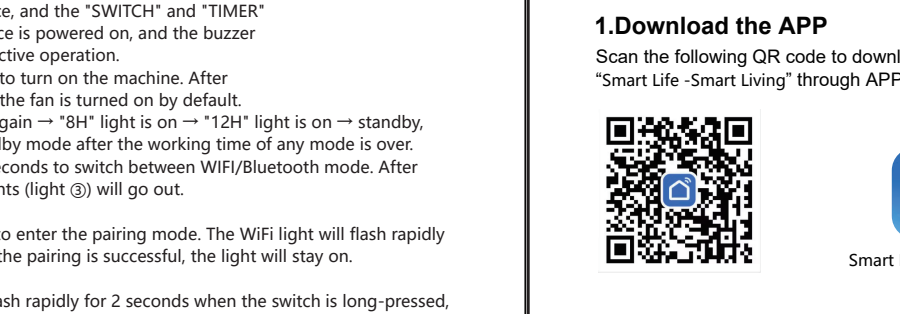 ce, and the "SWITCH" and "TIMER"
ce is powered on, and the buzzer
ctive operation.
to turn on the machine. After
the fan is turned on by default.
gain → "8H" light is on → "12H" light is on → standby,
dby mode after the working time of any mode is over.
econds to switch between WIFI/Bluetooth mode. After
nts (light ③) will go out.
to enter the pairing mode. The WiFi light will flash rapidly
the pairing is successful, the light will stay on.
ash rapidly for 2 seconds when the switch is long-pressed,
1.Download the APP
Scan the following QR code to downl
“Smart Life -Smart Living” through APP
Smart